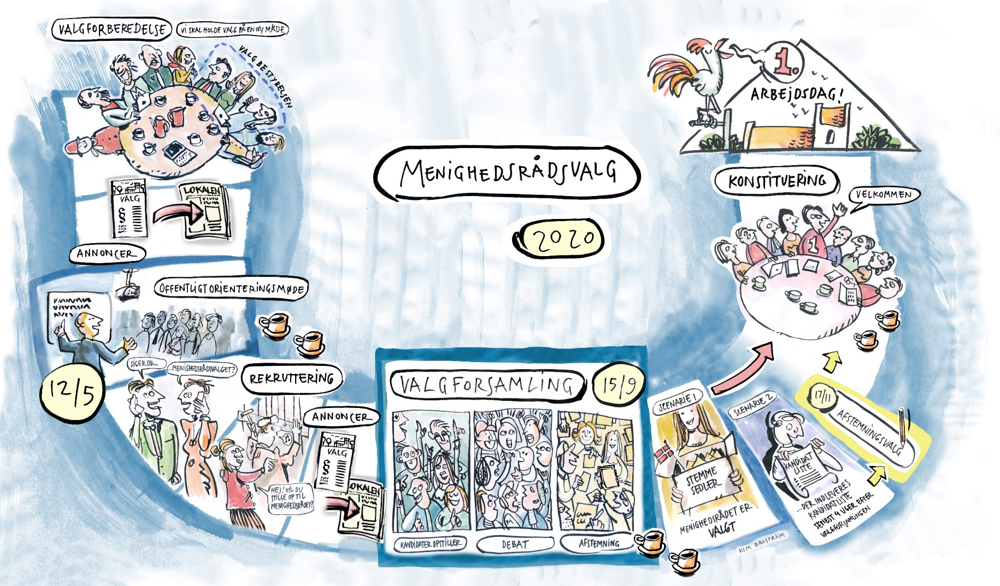 VALGFORBEREDELSE
VI SKAL HOLDE VALG PÅ EN NY MÅDE
VALGBESTYRELSEN
VALG
§
§
LOKALEN
ANNONCER
OFFENTLIGT ORIENTERINGSMØDE
12/5
SIGER DU...
...MENIGHEDSRÅDSVALGET?
REKRUTTERING
HEJ! VIL DU
STILLE OP TIL
MENIGHEDSRÅDET?
ANNONCER
VALG
§
§
LOKALEN
MENIGHEDSRÅDSVALG
2020
VALGFORSAMLING
15/9
KANDIDATER OPSTILLER
DEBAT
AFSTEMNING
SCENARIE 1
STEMME
SEDLER
MENIGHEDSRÅDET ER
VALGT
SCENARIE 2
KANDIDAT
LISTE
...DER INDLEVERES
KANDIDATLISTE
SENEST 4 UGER EFTER
VALGFORSAMLINGEN
KIM BROSTRÖM
17/11
AFSTEMNINGSVALG
KONSTITUERING
VELKOMMEN
1
1.
ARBEJDSDAG!